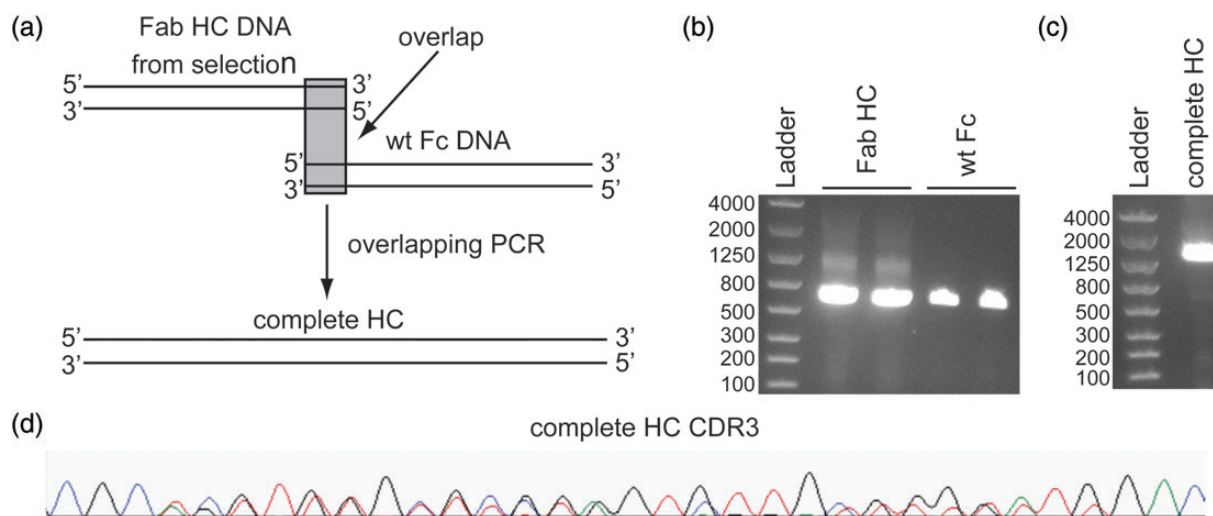 (a)
Fab HC DNA
from selection
overlap
5’ 3’
3’ 5’
wt Fc DNA
5’ 3’
3’ 5’
overlapping PCR
complete HC
5’ 3’
3’ 5’
(b)
Ladder
Fab HC
wt Fc
4000
2000
1250
800
500
300
200
100
(c)
Ladder
complete HC
4000
2000
1250
800
500
300
200
100
(d)
complete HC CDR3